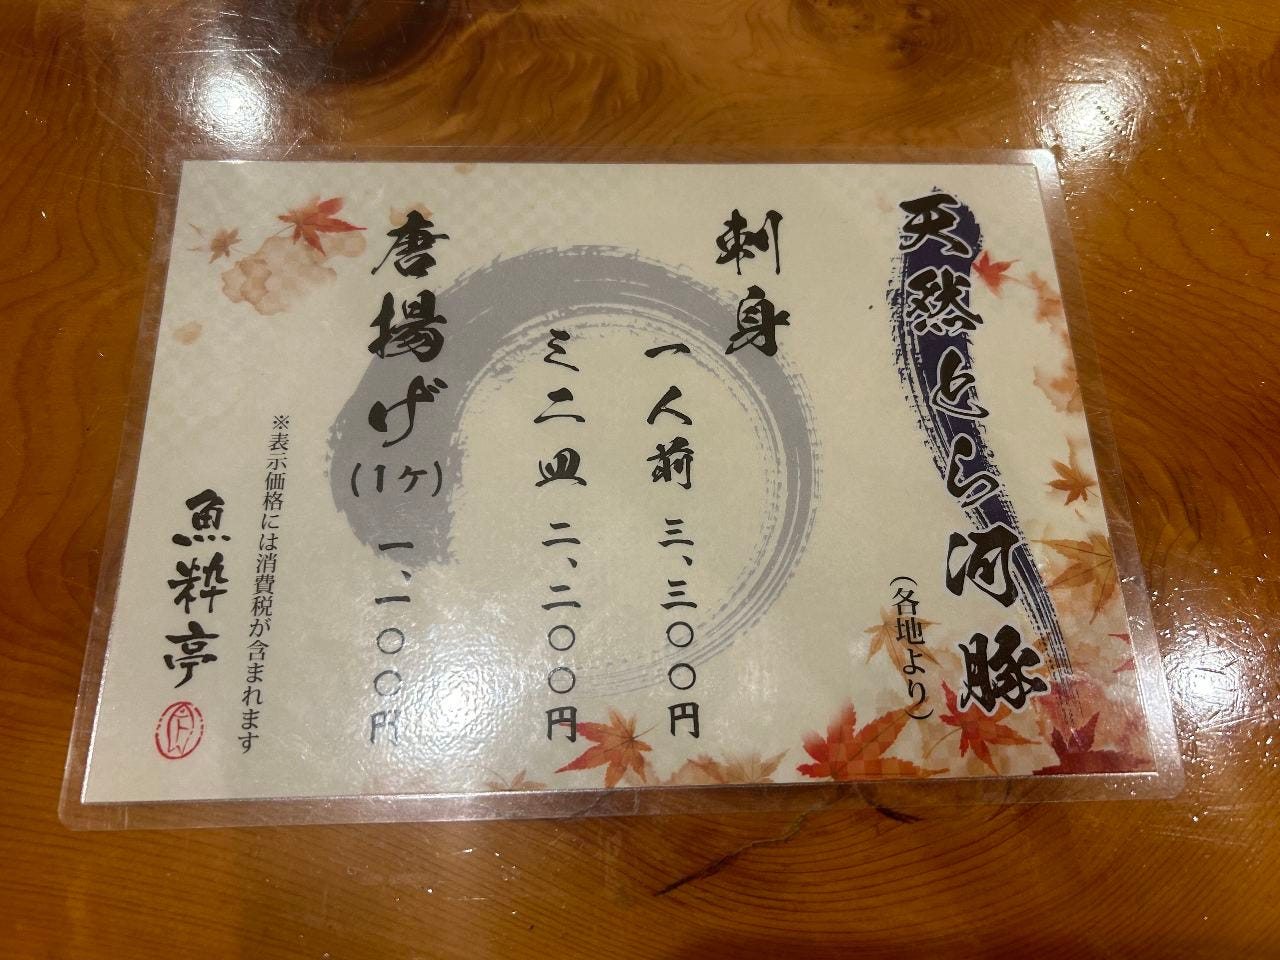 天然とら河豚
（各地より）
刺身
一人前 三、三〇〇円
ミニ皿 二、二〇〇円
唐揚げ(1ヶ) 一、一〇〇円
※表示価格には消費税が含まれます
魚粋亭